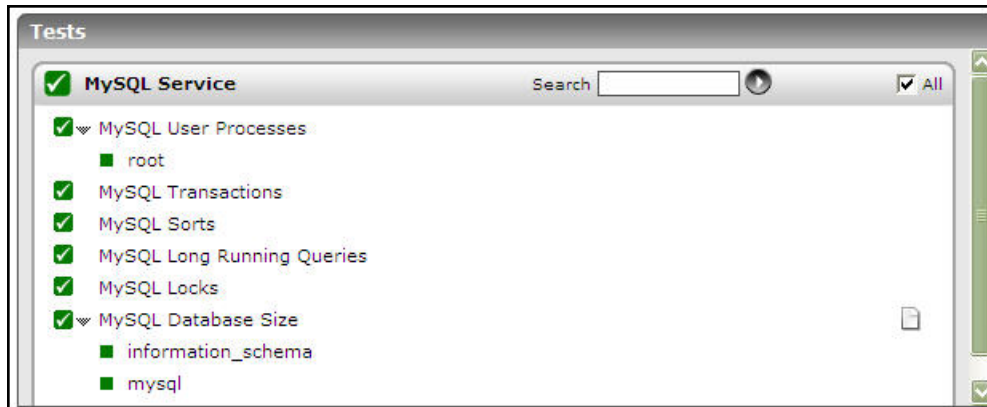 Tests
MySQL Service Search All
MySQL User Processes
root
MySQL Transactions
MySQL Sorts
MySQL Long Running Queries
MySQL Locks
MySQL Database Size
information_schema
mysql